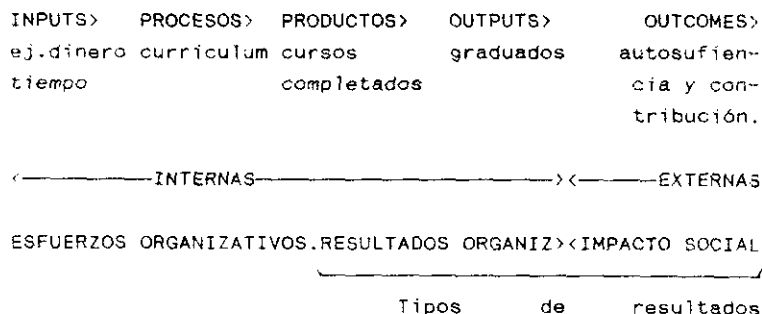 INPUTS> PROCESOS> PRODUCTOS> OUTPUTS> OUTCOMES>
ej.dinero curriculum cursos graduados autosufien-
tiempo completados cia y con-
tribución.
<----------INTERNAS----------><------EXTERNAS
ESFUERZOS ORGANIZATIVOS.RESULTADOS ORGANIZ><IMPACTO SOCIAL
Tipos de resultados